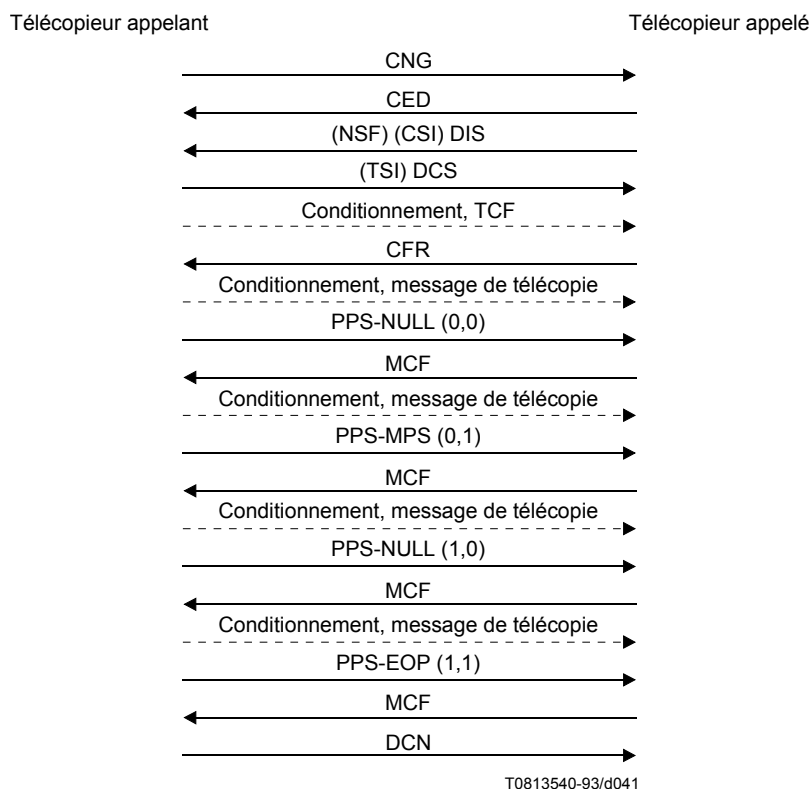 Télécopieur appelant
Télécopieur appelé
CNG
CED
(NSF) (CSI) DIS
(TSI) DCS
Conditionnement, TCF
CFR
Conditionnement, message de télécopie
PPS-NULL (0,0)
MCF
Conditionnement, message de télécopie
PPS-MPS (0,1)
MCF
Conditionnement, message de télécopie
PPS-NULL (1,0)
MCF
Conditionnement, message de télécopie
PPS-EOP (1,1)
MCF
DCN
T0813540-93/d041